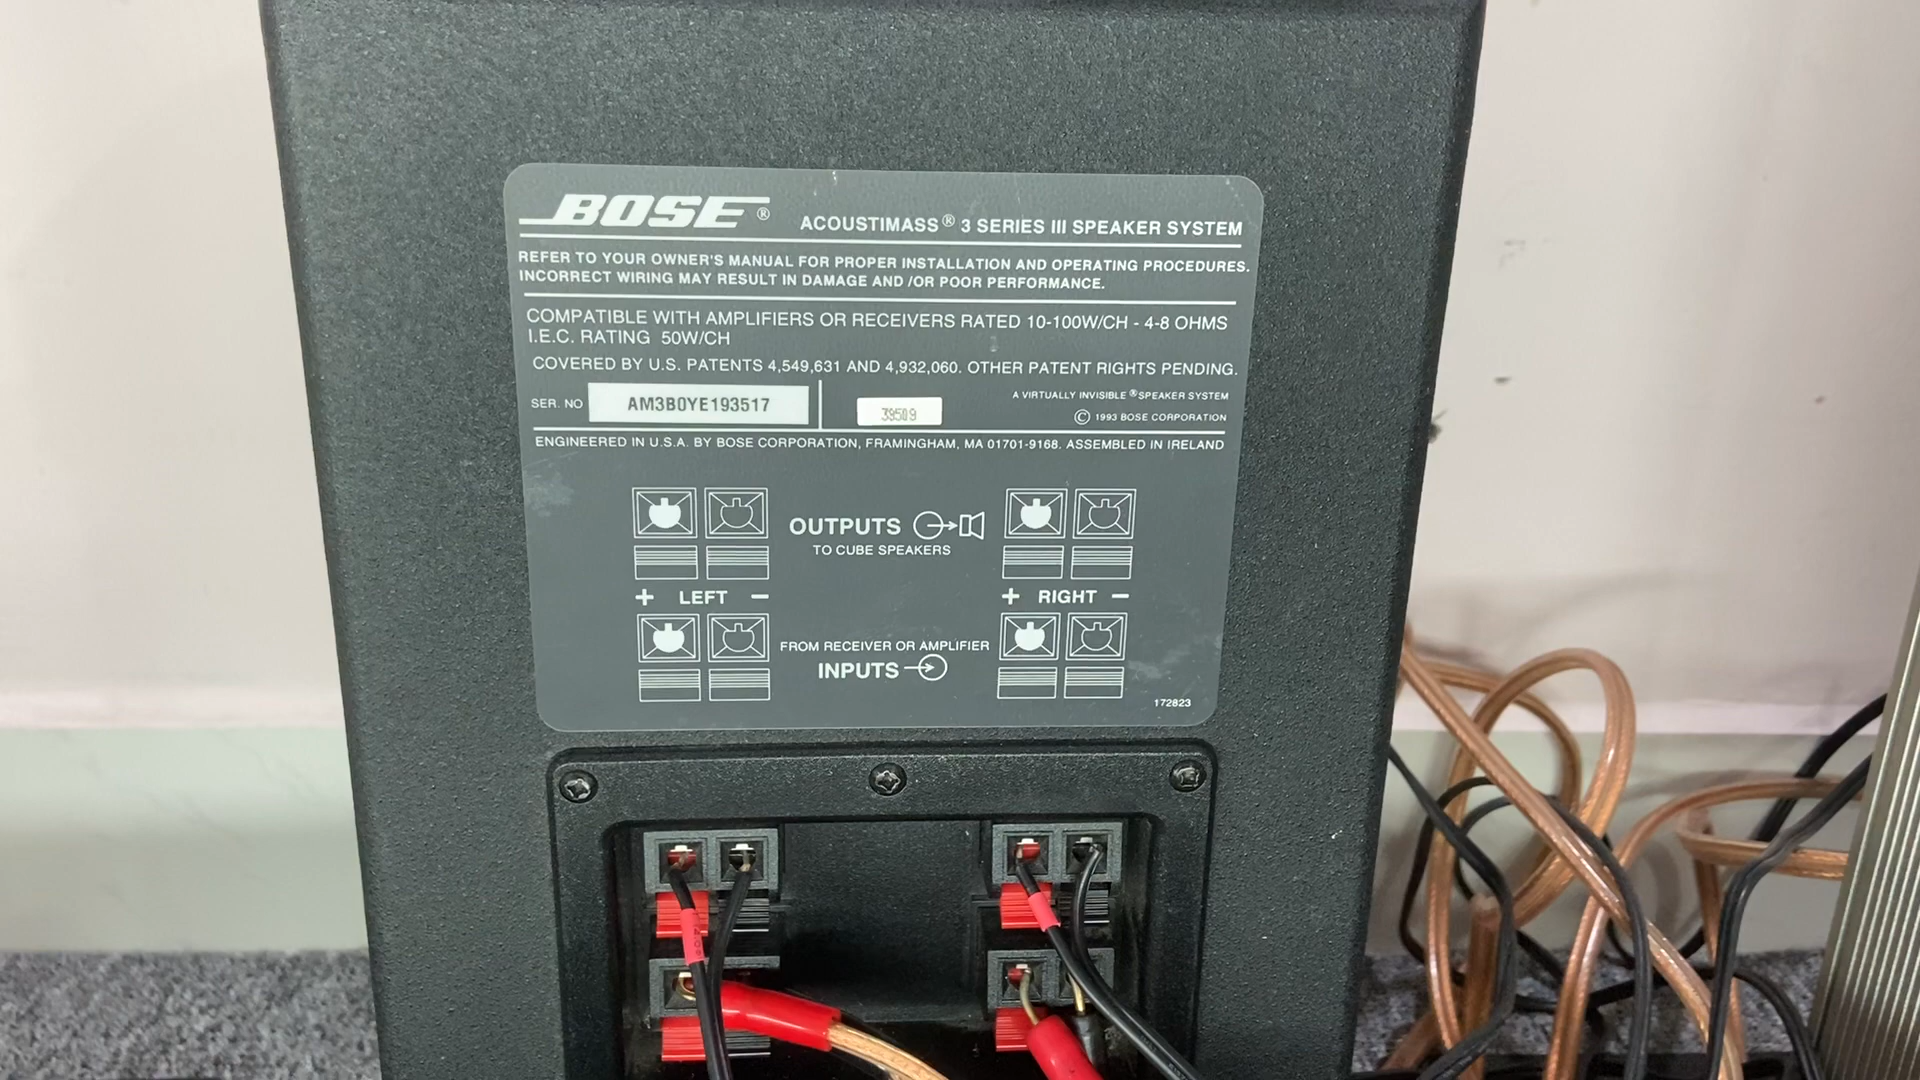 BOSE® ACOUSTIMASS® 3 SERIES III SPEAKER SYSTEM
REFER TO YOUR OWNER'S MANUAL FOR PROPER INSTALLATION AND OPERATING PROCEDURES.
INCORRECT WIRING MAY RESULT IN DAMAGE AND /OR POOR PERFORMANCE.
COMPATIBLE WITH AMPLIFIERS OR RECEIVERS RATED 10-100W/CH - 4-8 OHMS
I.E.C. RATING 50W/CH
COVERED BY U.S. PATENTS 4,549,631 AND 4,932,060. OTHER PATENT RIGHTS PENDING.
SER. NO AM3B0YE193517
A VIRTUALLY INVISIBLE® SPEAKER SYSTEM
© 1993 BOSE CORPORATION
ENGINEERED IN U.S.A. BY BOSE CORPORATION, FRAMINGHAM, MA 01701-9168. ASSEMBLED IN IRELAND
OUTPUTS
TO CUBE SPEAKERS
+ LEFT − + RIGHT −
FROM RECEIVER OR AMPLIFIER
INPUTS
172823